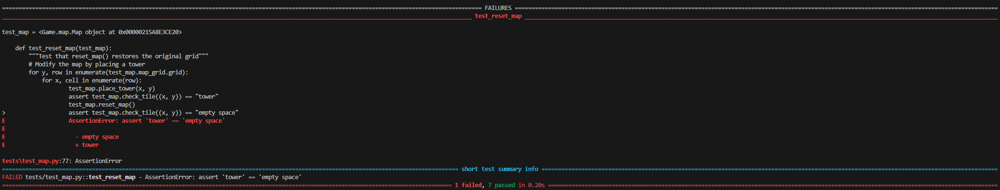 FAILURES
test_reset_map
test_map = <Game.map.Map object at 0x00000215A8E3CE20>
def test_reset_map(test_map):
"""Test that reset_map() restores the original grid"""
# Modify the map by placing a tower
for y, row in enumerate(test_map.map_grid.grid):
for x, cell in enumerate(row):
test_map.place_tower(x, y)
assert test_map.check_tile((x, y)) == "tower"
test_map.reset_map()
> assert test_map.check_tile((x, y)) == "empty space"
E AssertionError: assert 'tower' == 'empty space'
E
E - empty space
E + tower
tests\test_map.py:77: AssertionError
short test summary info
FAILED tests/test_map.py::test_reset_map - AssertionError: assert 'tower' == 'empty space'
1 failed, 7 passed in 0.20s